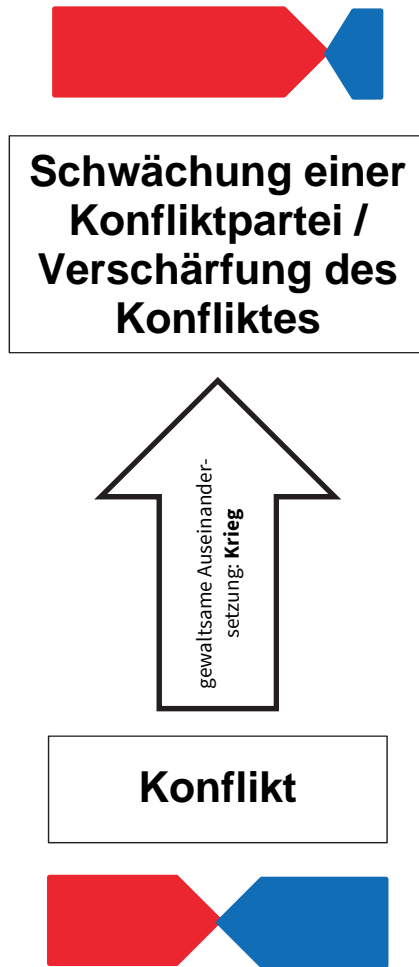 Schwächung einer
Konfliktpartei /
Verschärfung des
Konfliktes
gewaltsame Auseinander-
setzung: Krieg
Konflikt